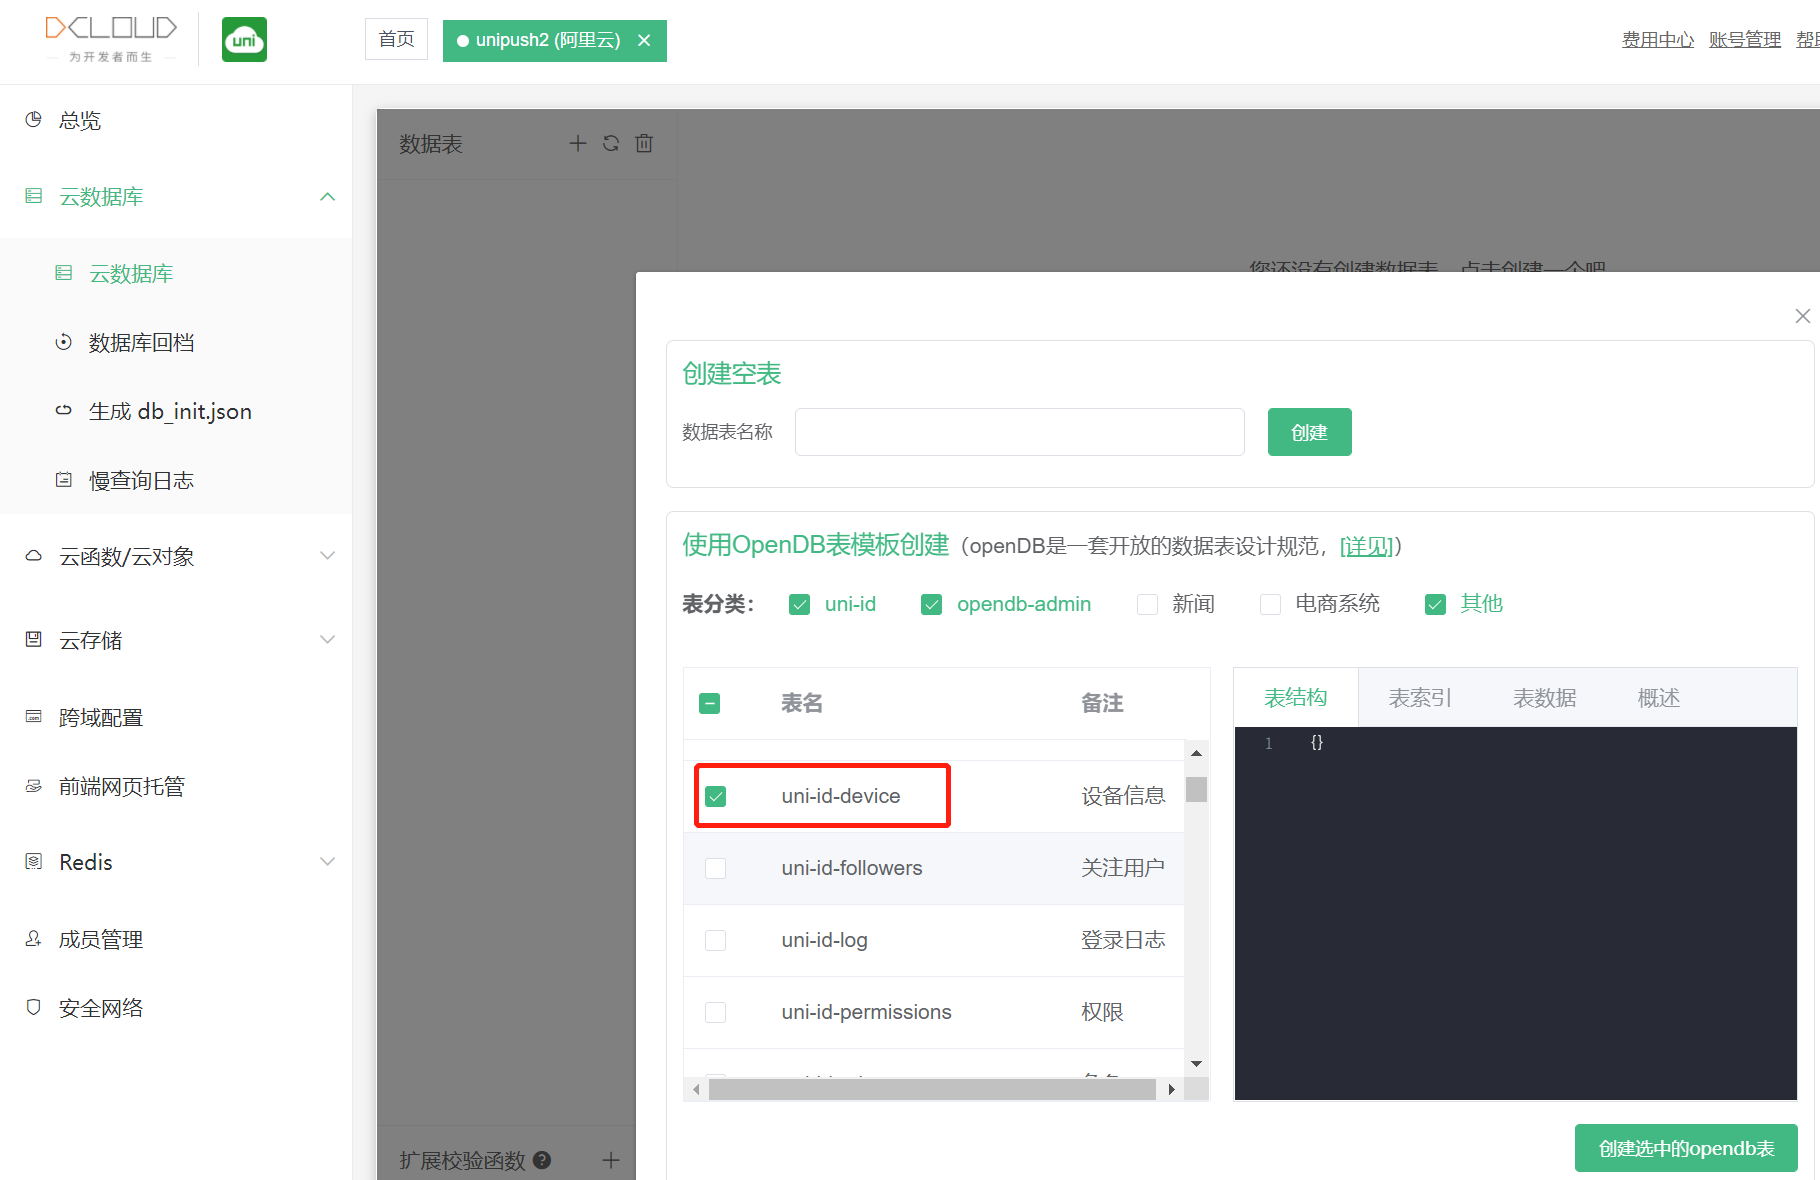 DCLOUD
为开发者而生
uni
首页
unipush2 (阿里云)
费用中心 账号管理
总览
云数据库
云数据库
数据库回档
生成 db_init.json
慢查询日志
云函数/云对象
云存储
跨域配置
前端网页托管
Redis
成员管理
安全网络
数据表
您还没有创建数据表，点击创建一个吧
创建空表
数据表名称
创建
使用OpenDB表模板创建（openDB是一套开放的数据表设计规范，[详见]）
表分类： uni-id opendb-admin 新闻 电商系统 其他
表名 备注
uni-id-device 设备信息
uni-id-followers 关注用户
uni-id-log 登录日志
uni-id-permissions 权限
表结构 表索引 表数据 概述
1 {}
创建选中的opendb表
扩展校验函数 ?